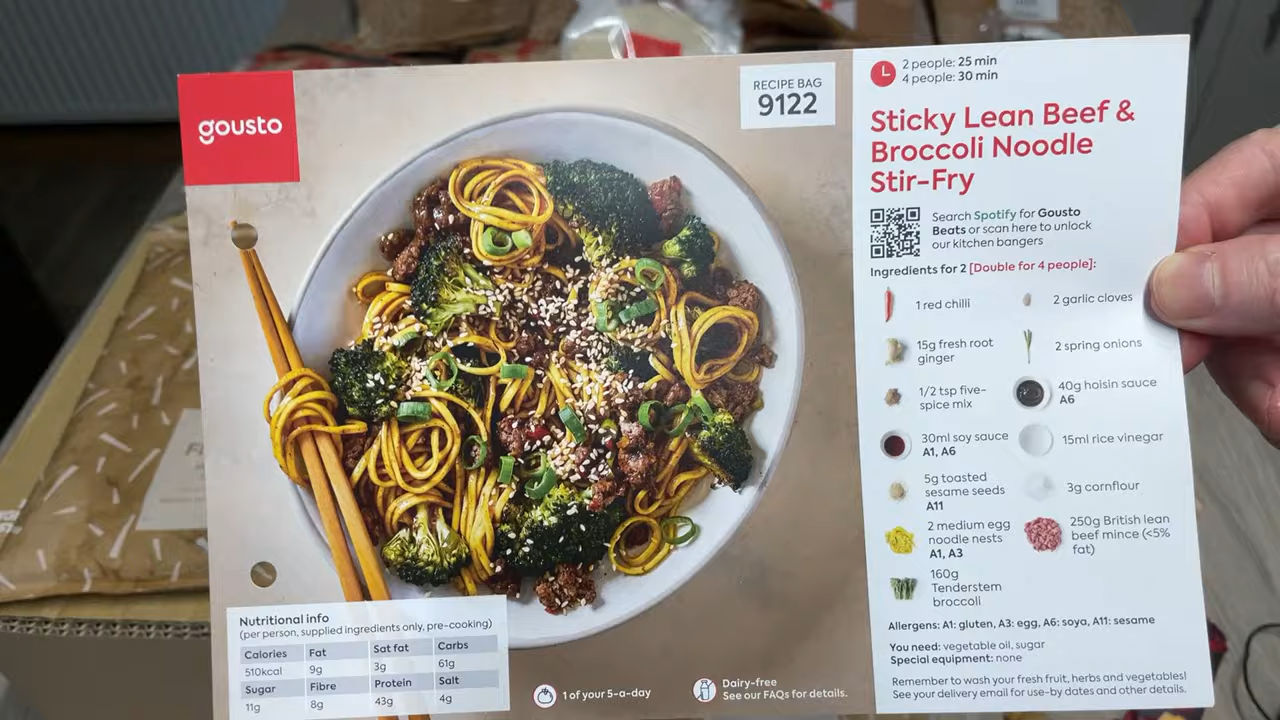 gousto
RECIPE BAG
9122
2 people: 25 min
4 people: 30 min
Sticky Lean Beef &
Broccoli Noodle
Stir-Fry
Search Spotify for Gousto
Beats or scan here to unlock
our kitchen bangers
Ingredients for 2 [Double for 4 people]:
1 red chilli
2 garlic cloves
15g fresh root
ginger
2 spring onions
1/2 tsp five-
spice mix
40g hoisin sauce
A6
30ml soy sauce
A1, A6
15ml rice vinegar
5g toasted
sesame seeds
A11
3g cornflour
2 medium egg
noodle nests
A1, A3
250g British lean
beef mince (<5%
fat)
160g
Tenderstem
broccoli
Allergens: A1: gluten, A3: egg, A6: soya, A11: sesame
You need: vegetable oil, sugar
Special equipment: none
Remember to wash your fresh fruit, herbs and vegetables!
See your delivery email for use-by dates and other details.
Nutritional info
(per person, supplied ingredients only, pre-cooking)
Calories Fat Sat fat Carbs
510kcal 9g 3g 61g
Sugar Fibre Protein Salt
11g 8g 43g 4g
1 of your 5-a-day
Dairy-free
See our FAQs for details.